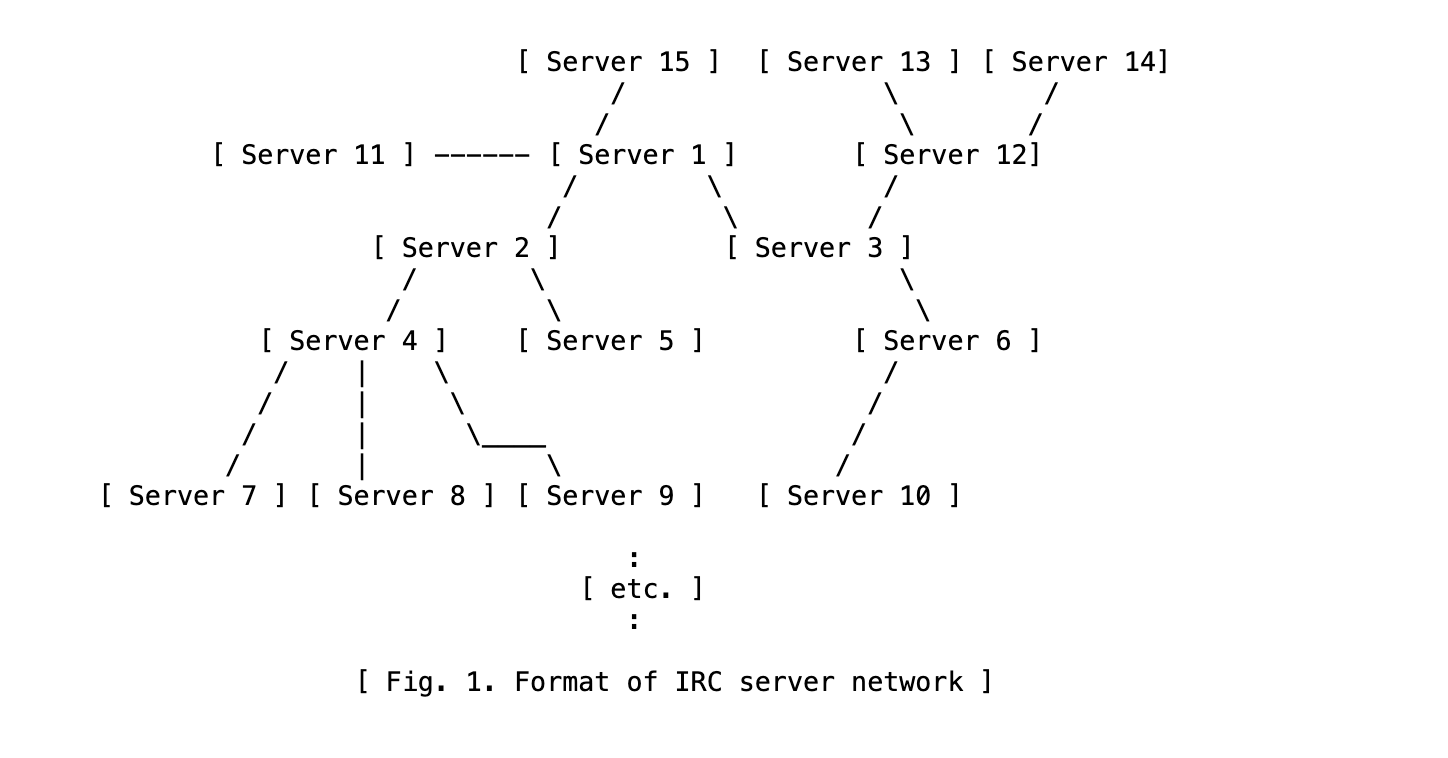 [ Server 15 ]  [ Server 13 ] [ Server 14]
[ Server 11 ] ------ [ Server 1 ]       [ Server 12]
[ Server 2 ]          [ Server 3 ]
[ Server 4 ]    [ Server 5 ]         [ Server 6 ]
[ Server 7 ] [ Server 8 ] [ Server 9 ]   [ Server 10 ]
:
[ etc. ]
:
[ Fig. 1. Format of IRC server network ]